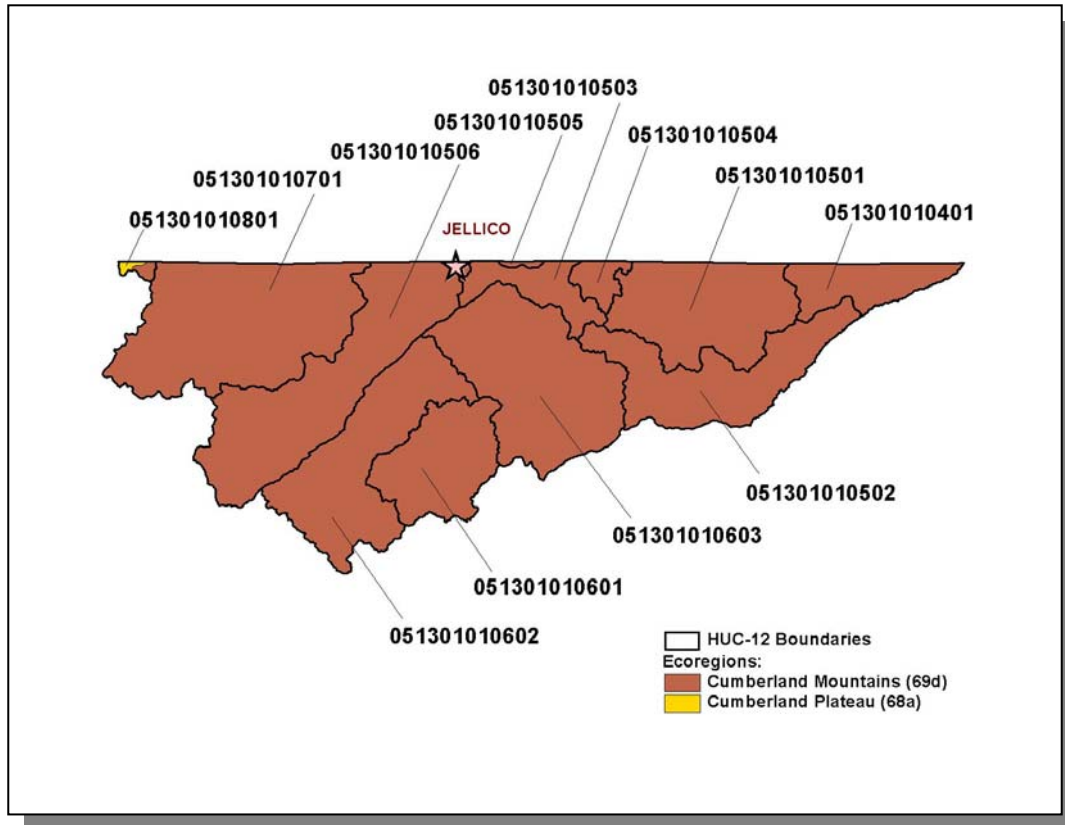 051301010503
051301010505
051301010504
051301010506
051301010701
051301010501
051301010801
051301010401
JELLICO
051301010502
051301010603
051301010601
051301010602
HUC-12 Boundaries
Ecoregions:
Cumberland Mountains (69d)
Cumberland Plateau (68a)